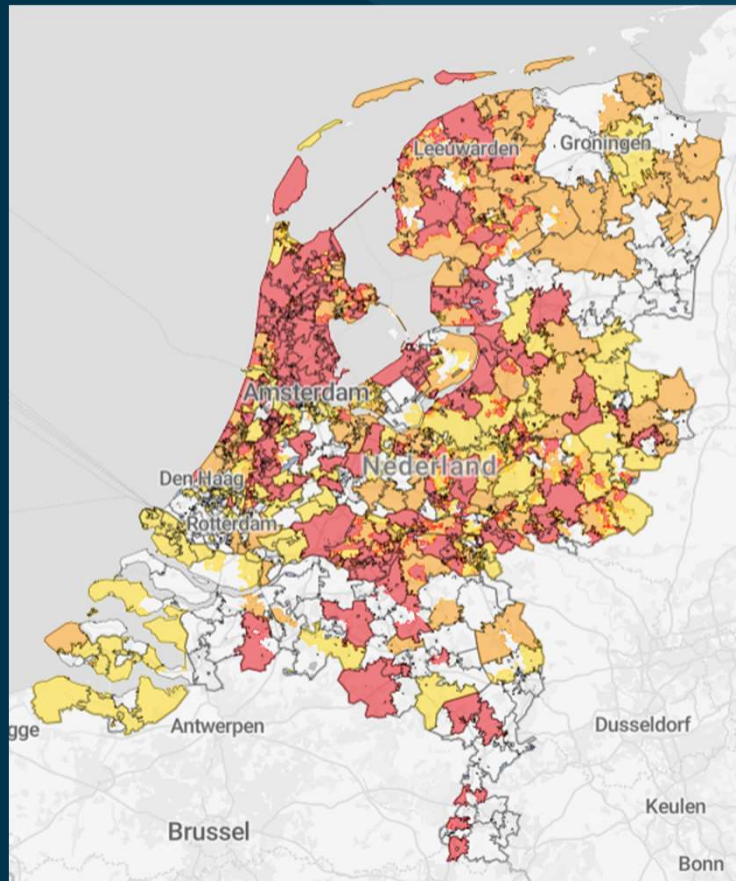 Leeuwarden
Groningen
Amsterdam
Nederland
Den Haag
Rotterdam
gge
Antwerpen
Dusseldorf
Keulen
Brussel
Bonn